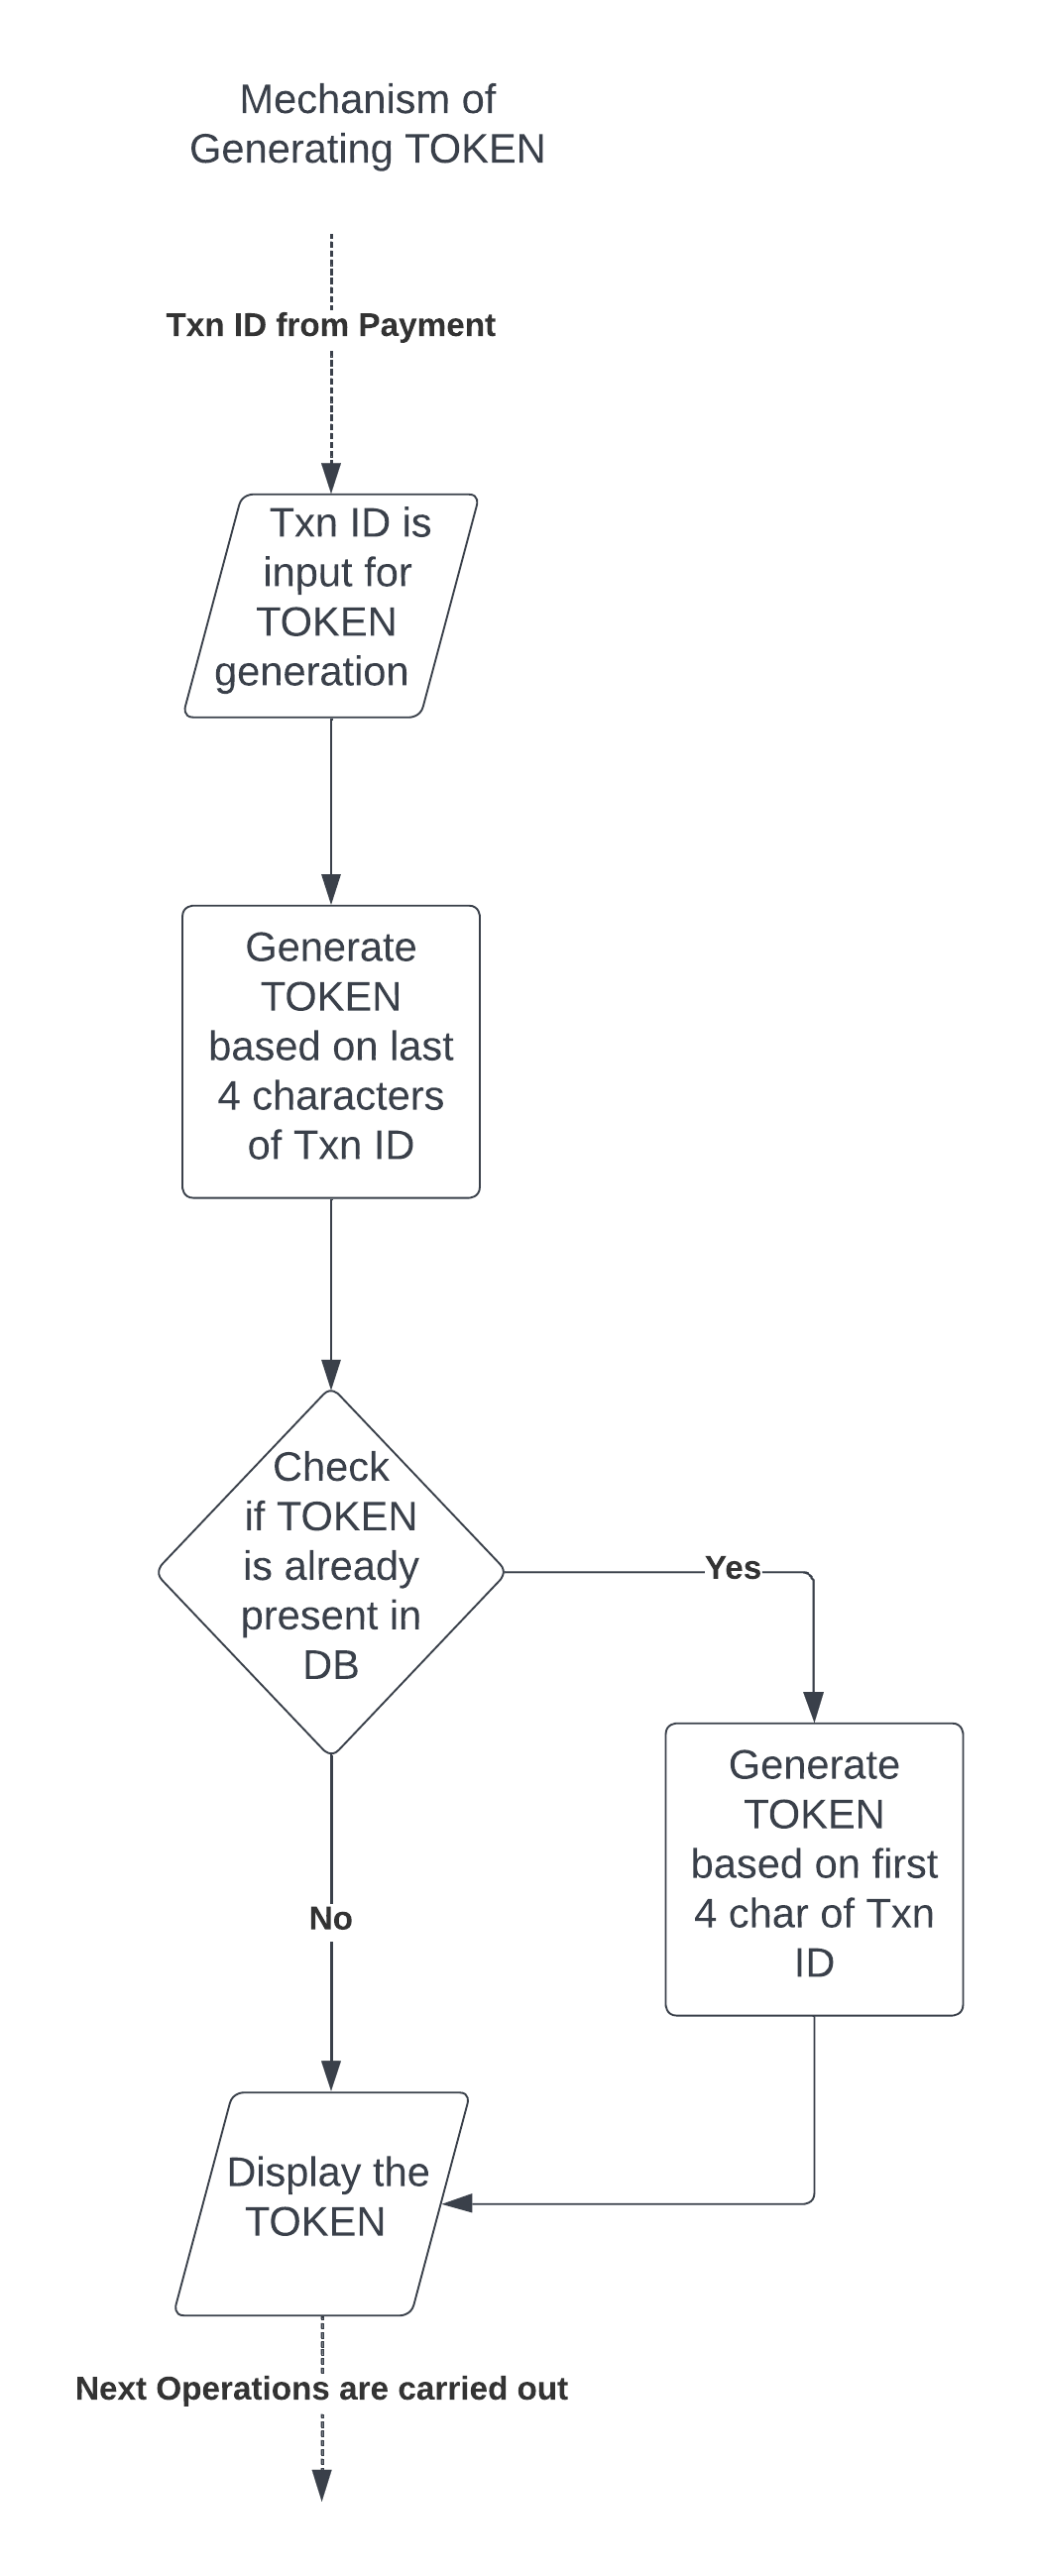 Mechanism of
Generating TOKEN
Txn ID from Payment
Txn ID is
input for
TOKEN
generation
Generate
TOKEN
based on last
4 characters
of Txn ID
Check
if TOKEN
is already
present in
DB
Yes
Generate
TOKEN
based on first
4 char of Txn
ID
No
Display the
TOKEN
Next Operations are carried out